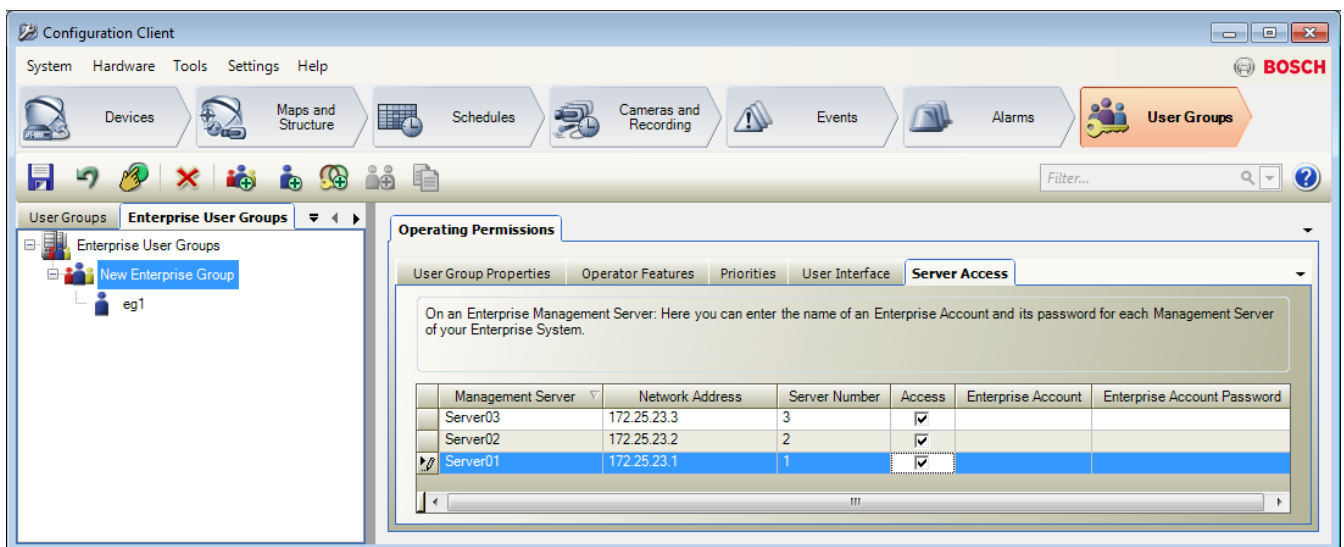 Configuration Client
System Hardware Tools Settings Help
BOSCH
Devices
Maps and
Structure
Schedules
Cameras and
Recording
Events
Alarms
User Groups
Filter...
User Groups Enterprise User Groups
Enterprise User Groups
New Enterprise Group
eg1
Operating Permissions
User Group Properties Operator Features Priorities User Interface Server Access
On an Enterprise Management Server: Here you can enter the name of an Enterprise Account and its password for each Management Server
of your Enterprise System.
Management Server Network Address Server Number Access Enterprise Account Enterprise Account Password
Server03 172.25.23.3 3
Server02 172.25.23.2 2
Server01 172.25.23.1 1